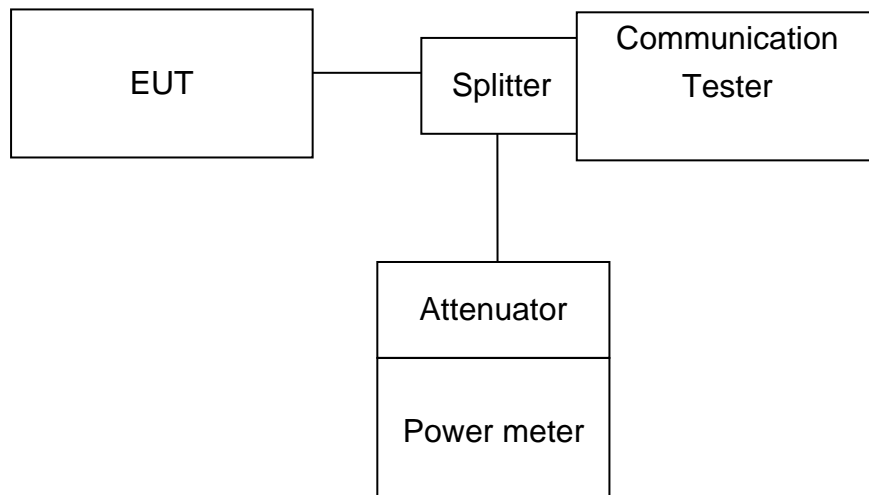 EUT
Splitter
Communication
Tester
Attenuator
Power meter